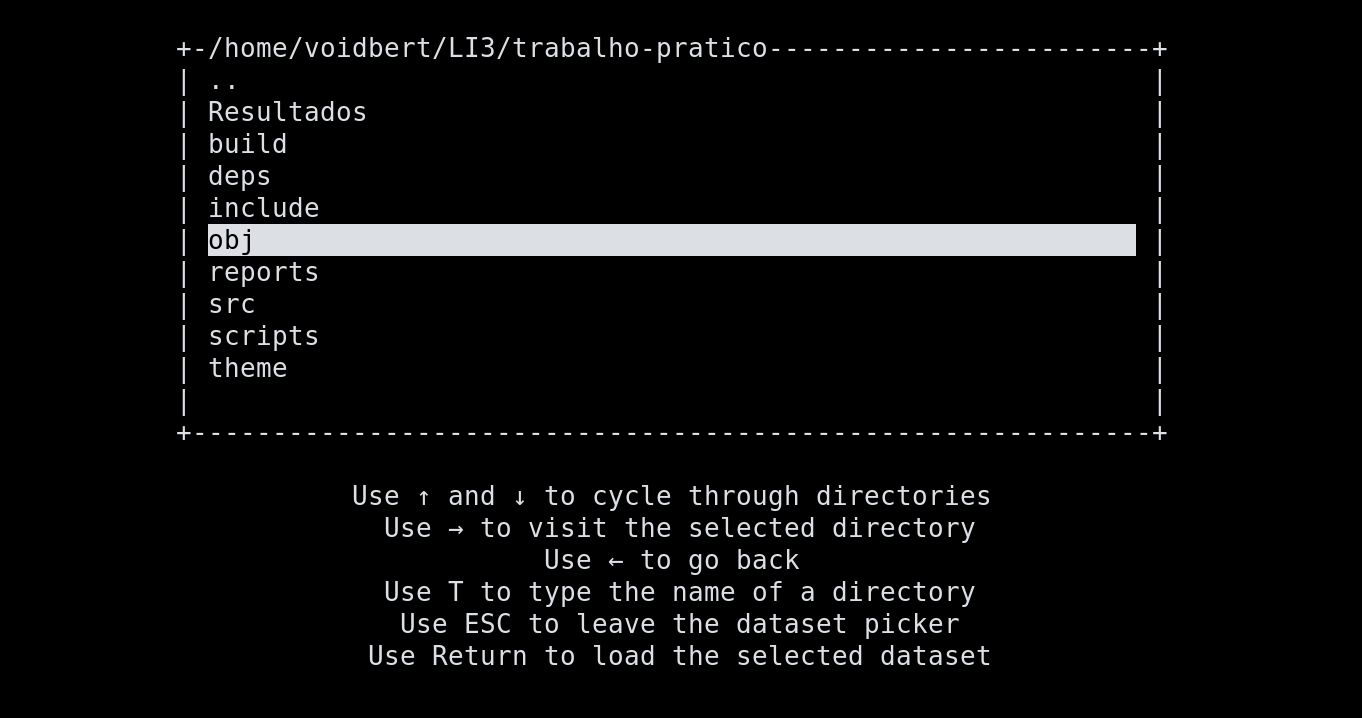 +-/home/voidbert/LI3/trabalho-pratico------------------------+
| .. |
| Resultados |
| build |
| deps |
| include |
| obj |
| reports |
| src |
| scripts |
| theme |
| |
+------------------------------------------------------------+
Use ↑ and ↓ to cycle through directories
Use → to visit the selected directory
Use ← to go back
Use T to type the name of a directory
Use ESC to leave the dataset picker
Use Return to load the selected dataset